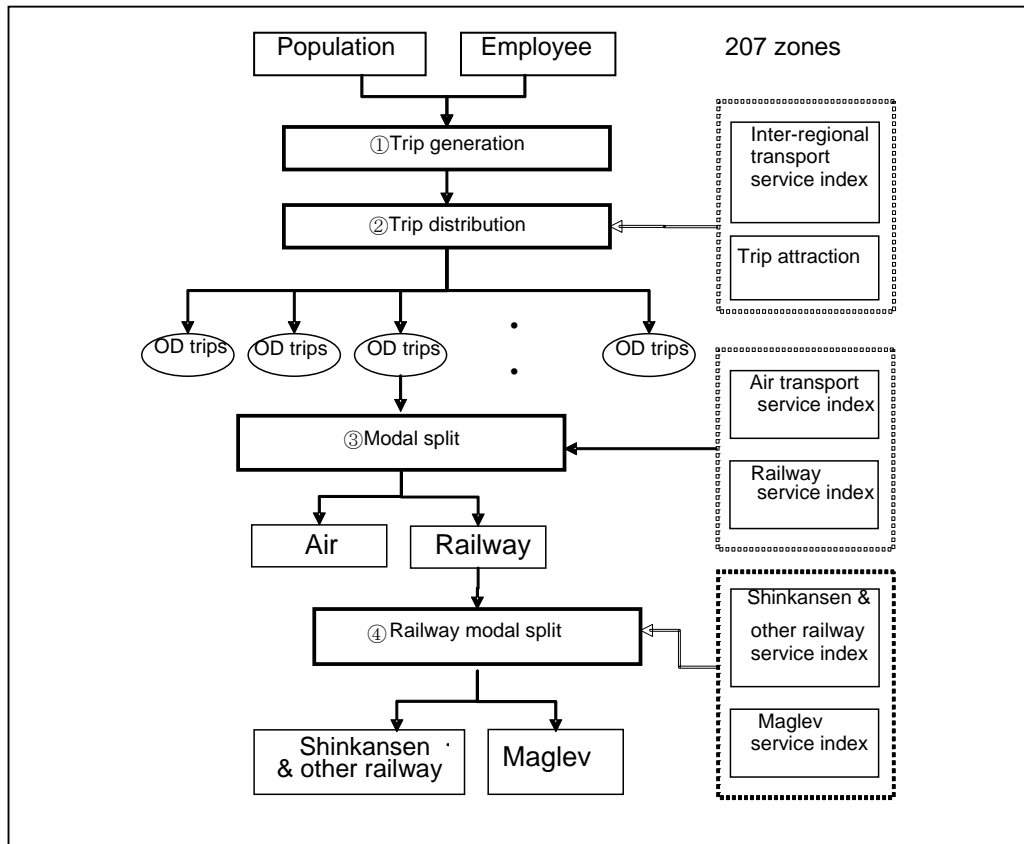 Population
Employee
207 zones
①Trip generation
②Trip distribution
Inter-regional
transport
service index
Trip attraction
OD trips
OD trips
OD trips
OD trips
③Modal split
Air transport
service index
Railway
service index
Air
Railway
④Railway modal split
Shinkansen &
other railway
service index
Maglev
service index
Shinkansen
& other railway
Maglev